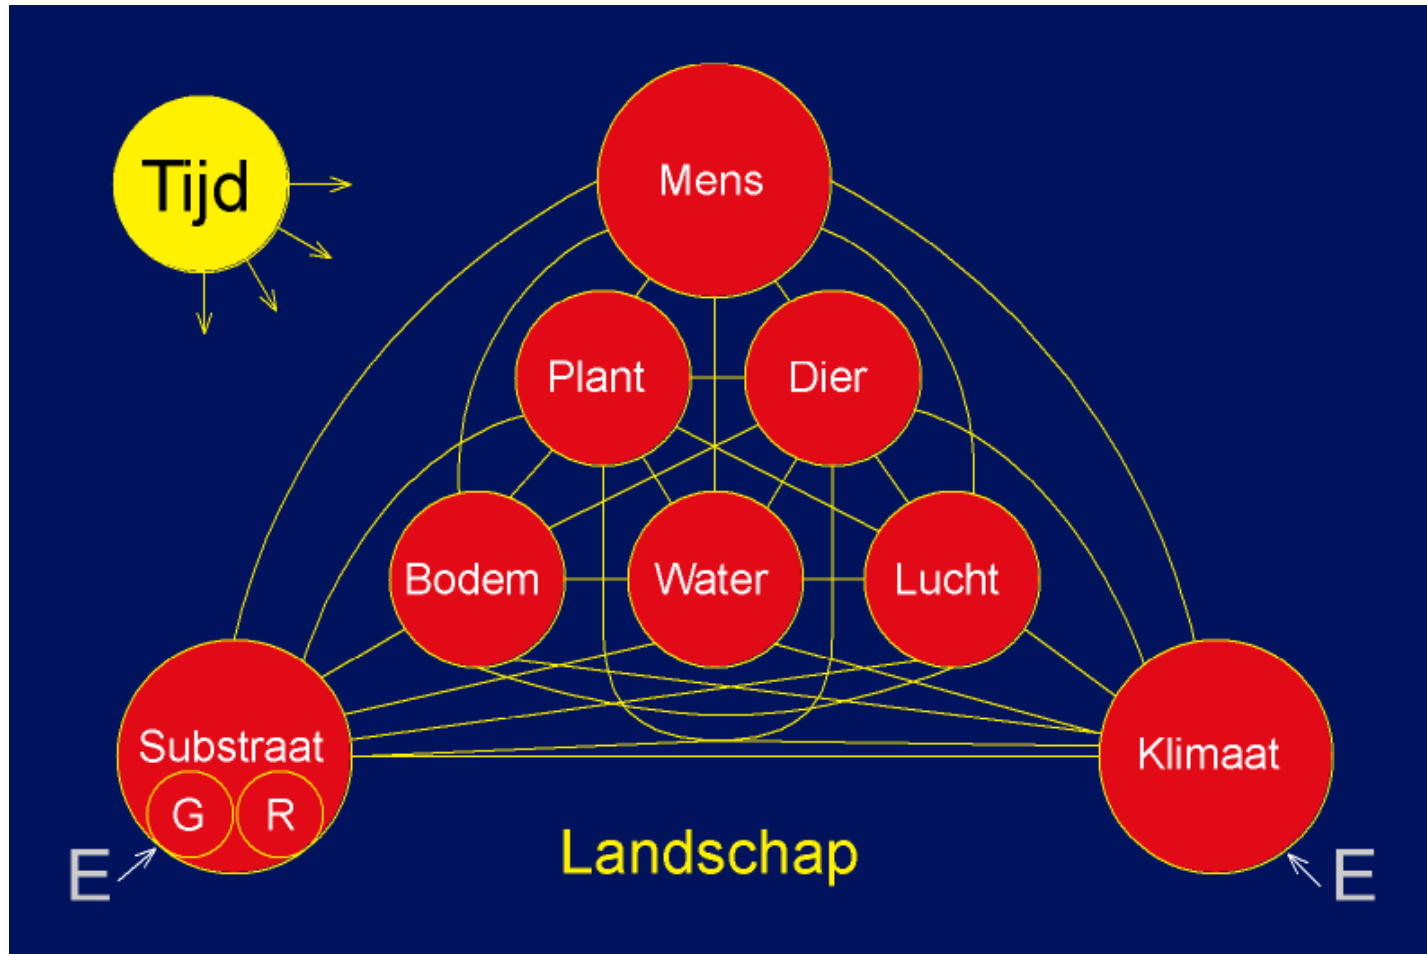 Tijd
Mens
Plant
Dier
Bodem
Water
Lucht
Substraat
G
R
Klimaat
E
Landschap
E